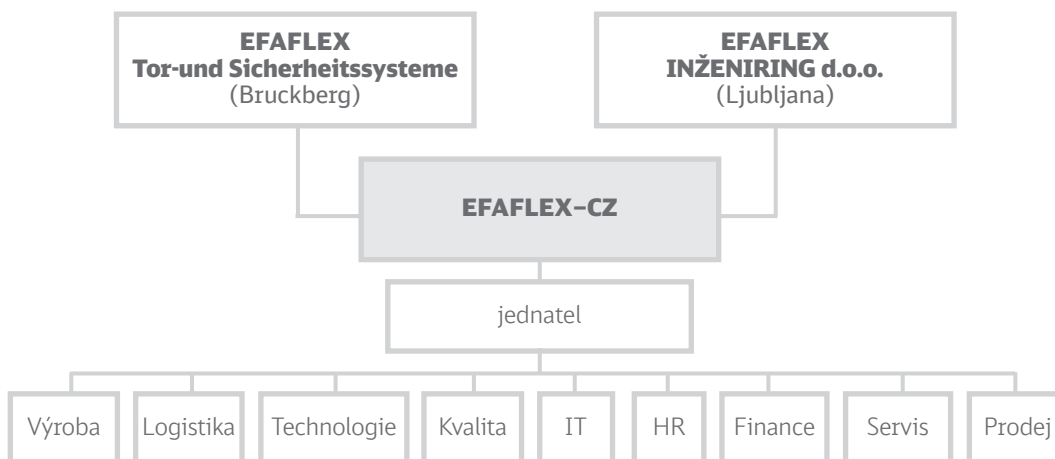 EFAFLEX
Tor-und Sicherheitssysteme
(Bruckberg)
EFAFLEX
INŽENIRING d.o.o.
(Ljubljana)
EFAFLEX–CZ
jednatel
Výroba
Logistika
Technologie
Kvalita
IT
HR
Finance
Servis
Prodej